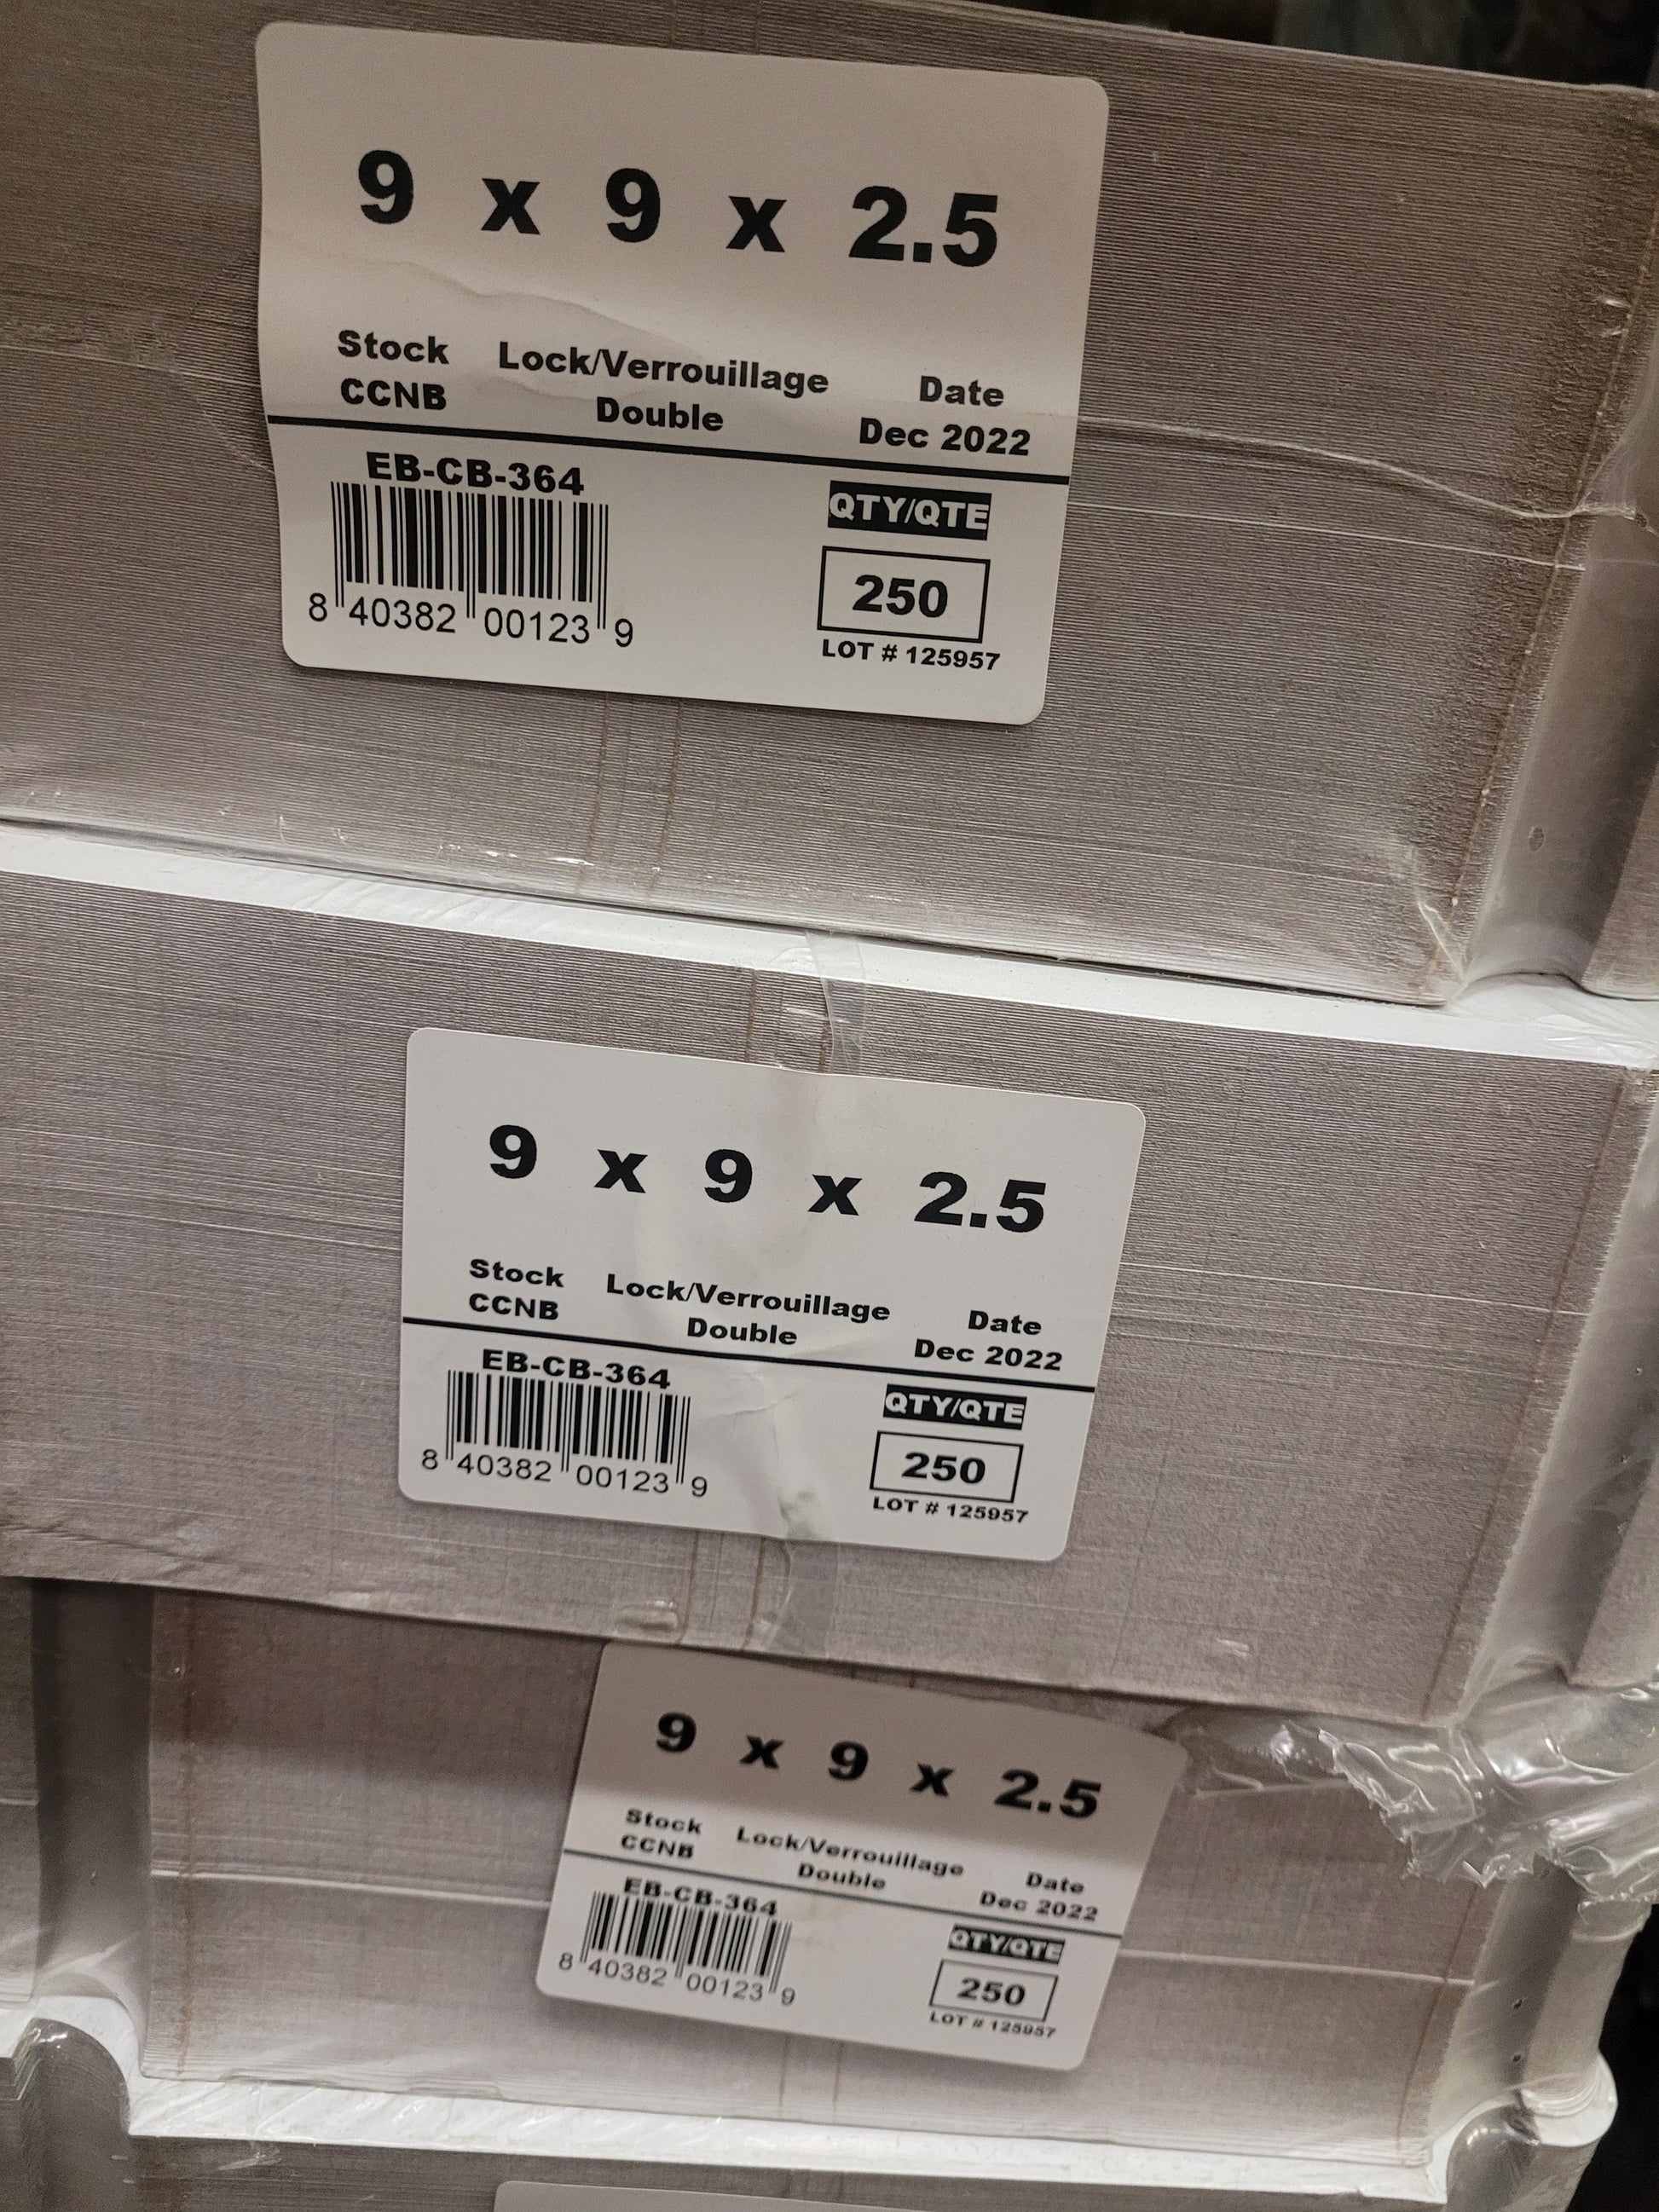 9 x 9 x 2.5
Stock Lock/Verrouillage Date
CCNB Double Dec 2022
EB-CB-364
QTY/QTE
250
8 40382 00123 9
LOT # 125957
9 x 9 x 2.5
Stock Lock/Verrouillage Date
CCNB Double Dec 2022
EB-CB-364
QTY/QTE
250
8 40382 00123 9
LOT # 125957
9 x 9 x 2.5
Stock Lock/Verrouillage Date
CCNB Double Dec 2022
EB-CB-364
QTY/QTE
250
8 40382 00123 9
LOT # 125957